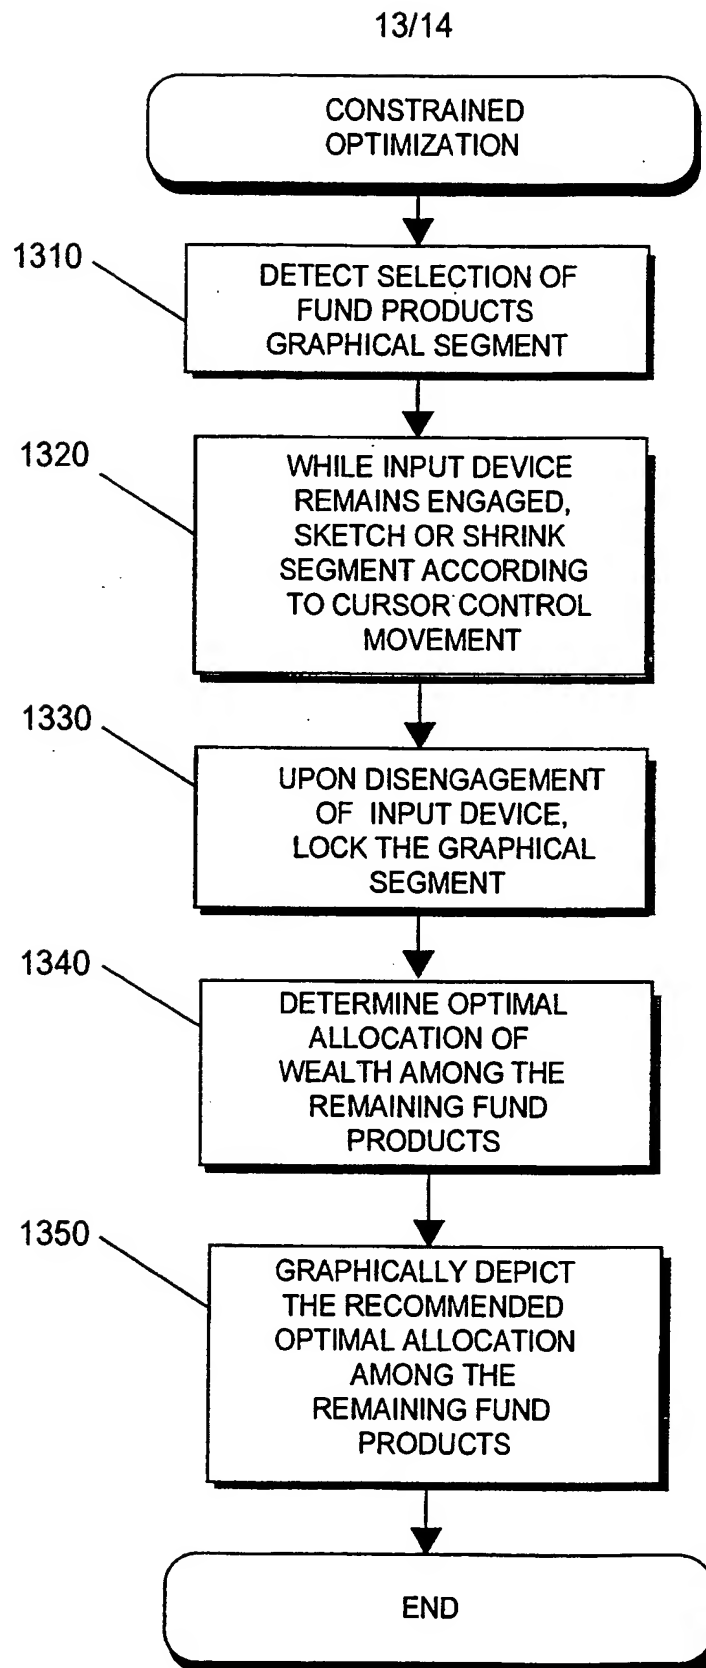 13/14
CONSTRAINED
OPTIMIZATION
1310
DETECT SELECTION OF
FUND PRODUCTS
GRAPHICAL SEGMENT
1320
WHILE INPUT DEVICE
REMAINS ENGAGED,
SKETCH OR SHRINK
SEGMENT ACCORDING
TO CURSOR CONTROL
MOVEMENT
1330
UPON DISENGAGEMENT
OF INPUT DEVICE,
LOCK THE GRAPHICAL
SEGMENT
1340
DETERMINE OPTIMAL
ALLOCATION OF
WEALTH AMONG THE
REMAINING FUND
PRODUCTS
1350
GRAPHICALLY DEPICT
THE RECOMMENDED
OPTIMAL ALLOCATION
AMONG THE
REMAINING FUND
PRODUCTS
END